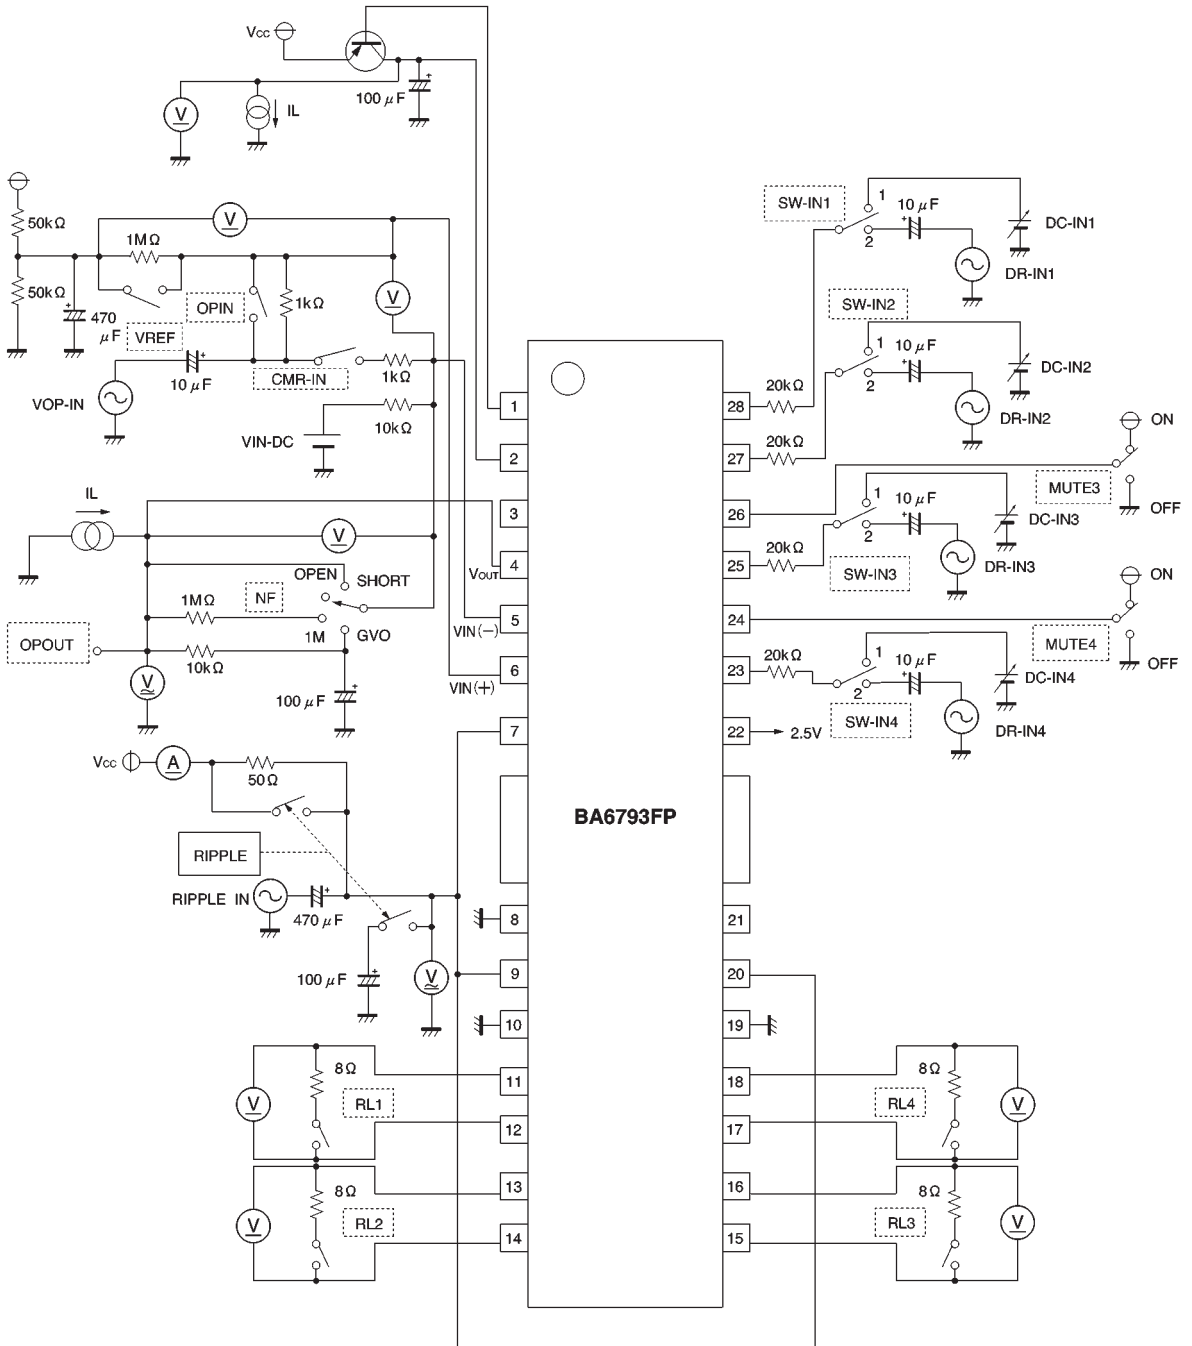 Vcc
100 μF
V
IL
SW-IN1
1
2
10 μF
DC-IN1
DR-IN1
50kΩ
50kΩ
1MΩ
V
V
470 μF
VREF
OPIN
1kΩ
10 μF
CMR-IN
1kΩ
VOP-IN
VIN-DC
10kΩ
SW-IN2
1
2
10 μF
DC-IN2
DR-IN2
1
2
3
4
5
6
7
8
9
10
11
12
13
14
28
27
26
25
24
23
22
21
20
19
18
17
16
15
20kΩ
20kΩ
20kΩ
20kΩ
ON
MUTE3
OFF
1
2
10 μF
DC-IN3
SW-IN3
DR-IN3
ON
MUTE4
OFF
1
2
10 μF
DC-IN4
SW-IN4
DR-IN4
2.5V
IL
V
VOUT
OPEN
SHORT
NF
1MΩ
1M
GVO
VIN(−)
OPOUT
10kΩ
V
100 μF
VIN(+)
Vcc
A
50Ω
BA6793FP
RIPPLE
RIPPLE IN
470 μF
100 μF
V
8Ω
V
RL1
8Ω
V
RL2
8Ω
RL4
V
8Ω
RL3
V